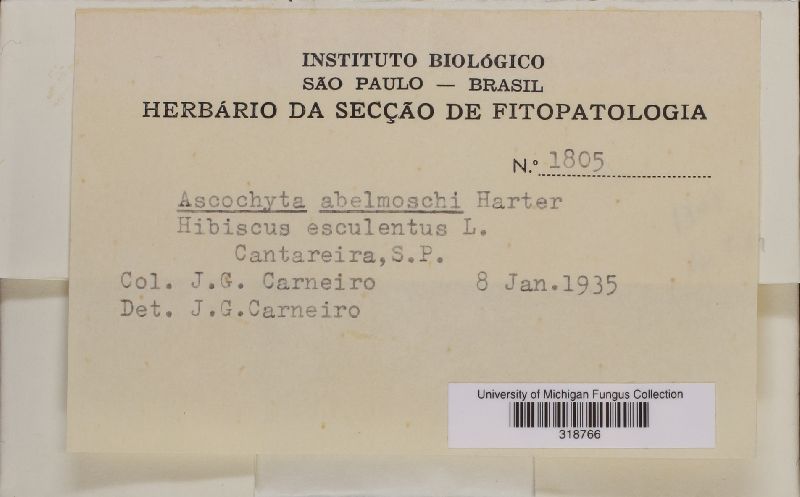 INSTITUTO BIOLóGICO
SÃO PAULO — BRASIL
HERBÁRIO DA SECÇÃO DE FITOPATOLOGIA
N.º 1805
Ascochyta abelmoschi Harter
Hibiscus esculentus L.
Cantareira,S.P.
Col. J.G. Carneiro 8 Jan.1935
Det. J.G.Carneiro
University of Michigan Fungus Collection
318766